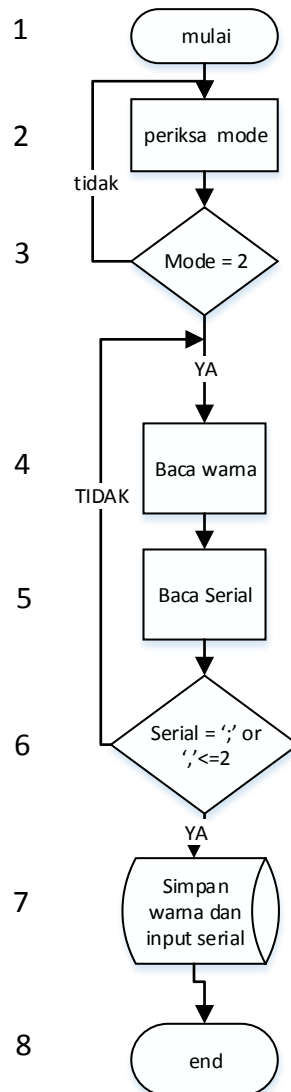 1
mulai
2
periksa mode
tidak
3
Mode = 2
YA
4
Baca warna
TIDAK
5
Baca Serial
6
Serial = ‘;’ or
‘,’<=2
YA
7
Simpan
warna dan
input serial
8
end